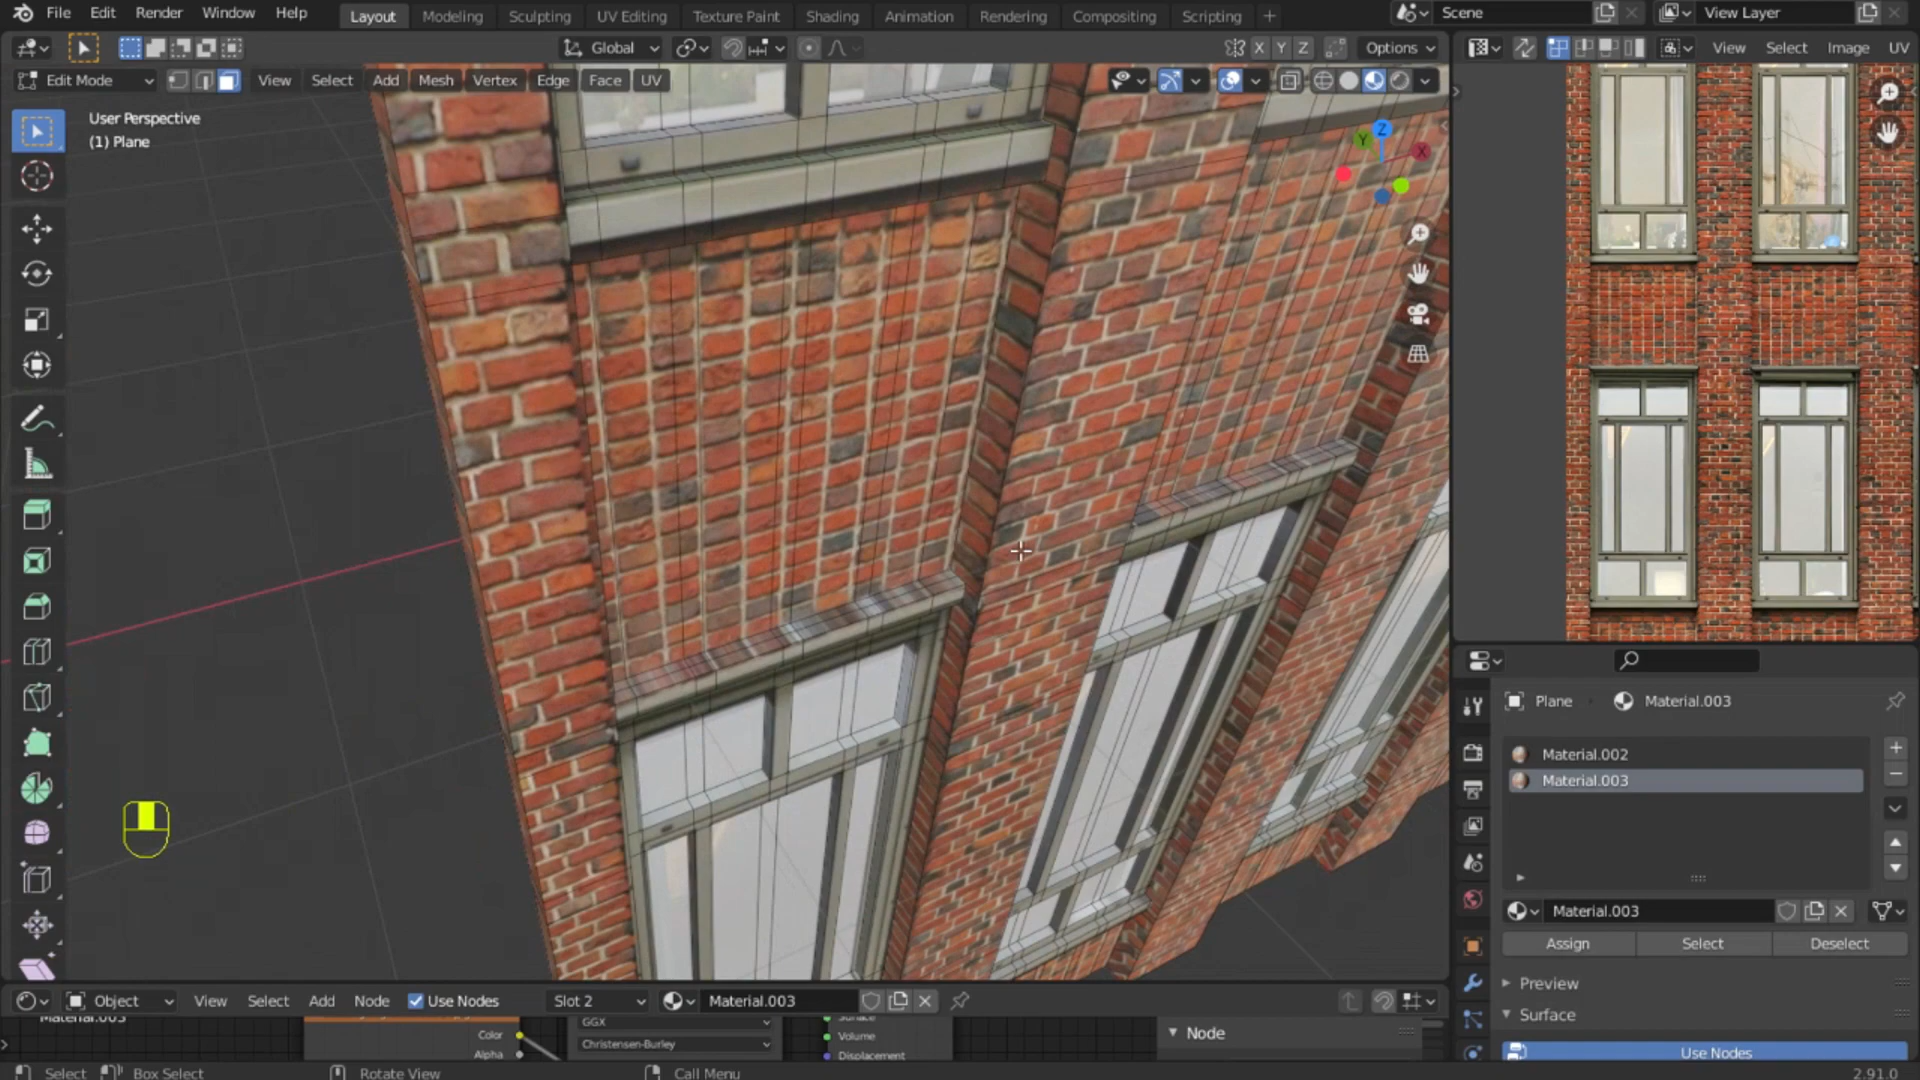 File Edit Render Window Help
Layout Modeling Sculpting UV Editing Texture Paint Shading Animation Rendering Compositing Scripting +
Scene
View Layer
Global
X Y Z
Options
View Select Image UV
Edit Mode
View Select Add Mesh Vertex Edge Face UV
User Perspective
(1) Plane
Z
Y
X
Plane
Material.003
Material.002
Material.003
Material.003
Assign Select Deselect
Preview
Surface
Use Nodes
Object
View Select Add Node
Use Nodes
Slot 2
Material.003
Material.003
Color
Alpha
GGX
Christensen-Burley
Surface
Volume
Displacement
Node
Select
Box Select
Rotate View
Call Menu
2.91.0